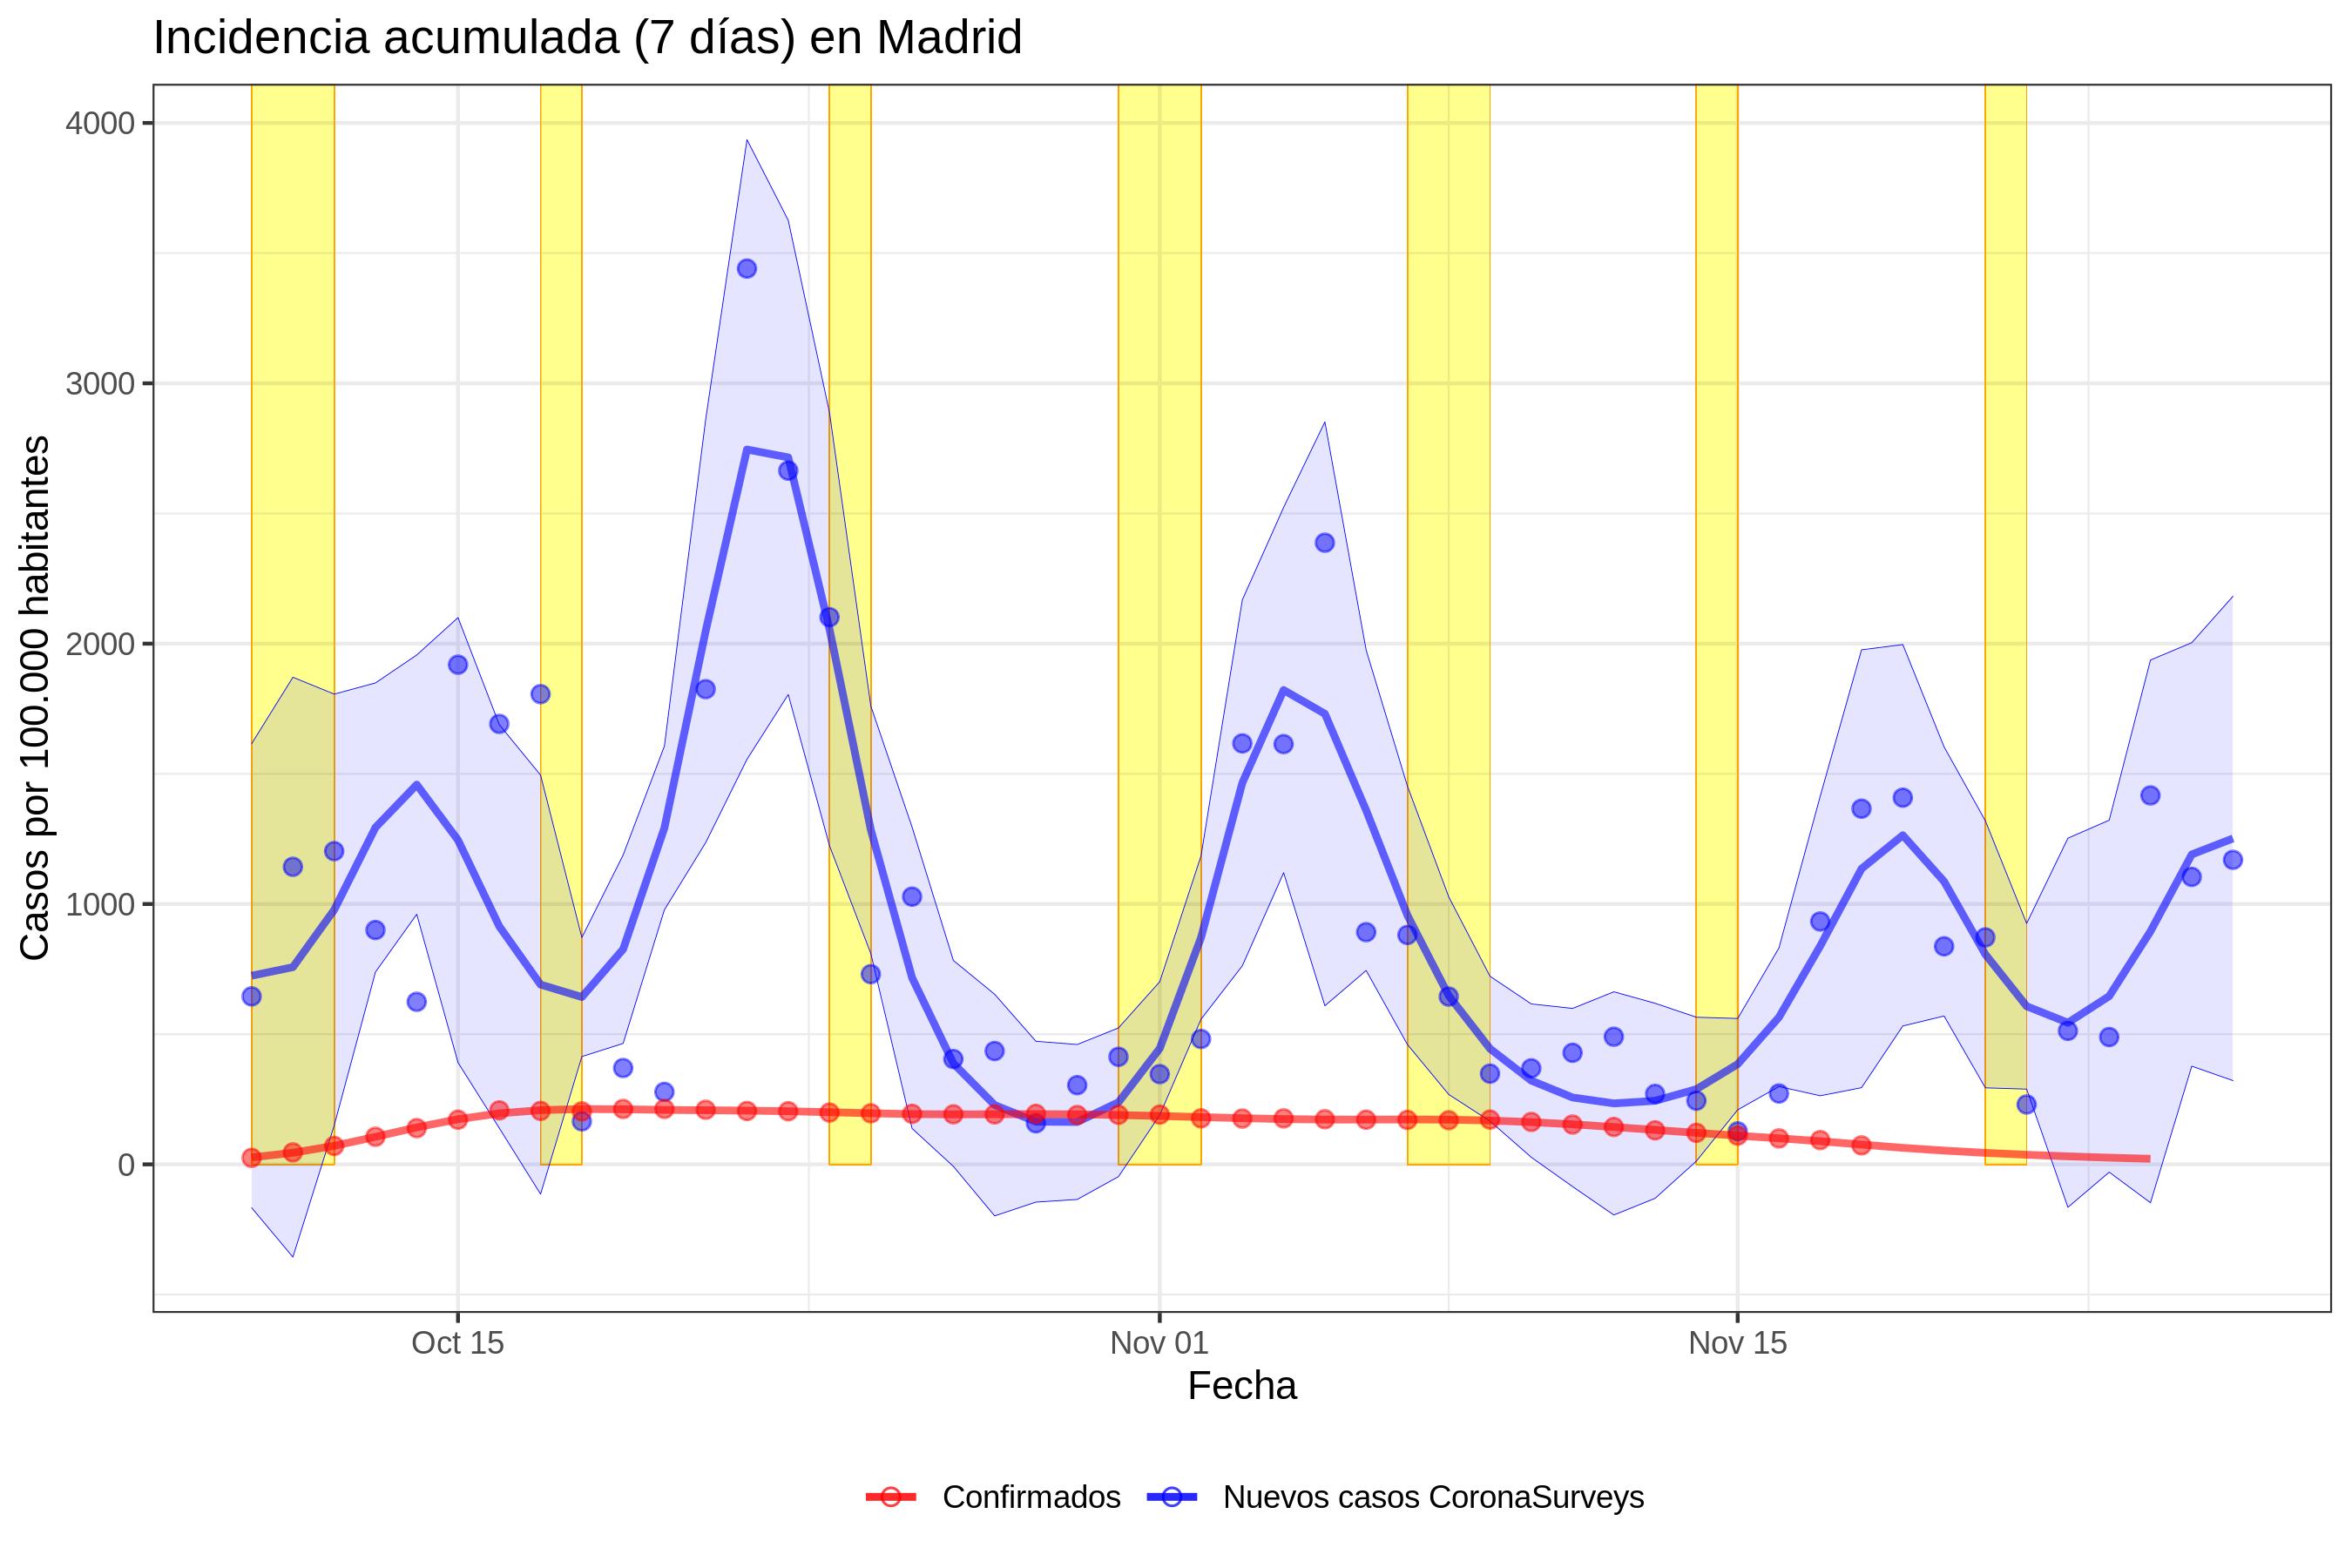 Incidencia acumulada (7 días) en Madrid
Casos por 100.000 habitantes
4000
3000
2000
1000
0
Oct 15
Nov 01
Nov 15
Fecha
Confirmados
Nuevos casos CoronaSurveys